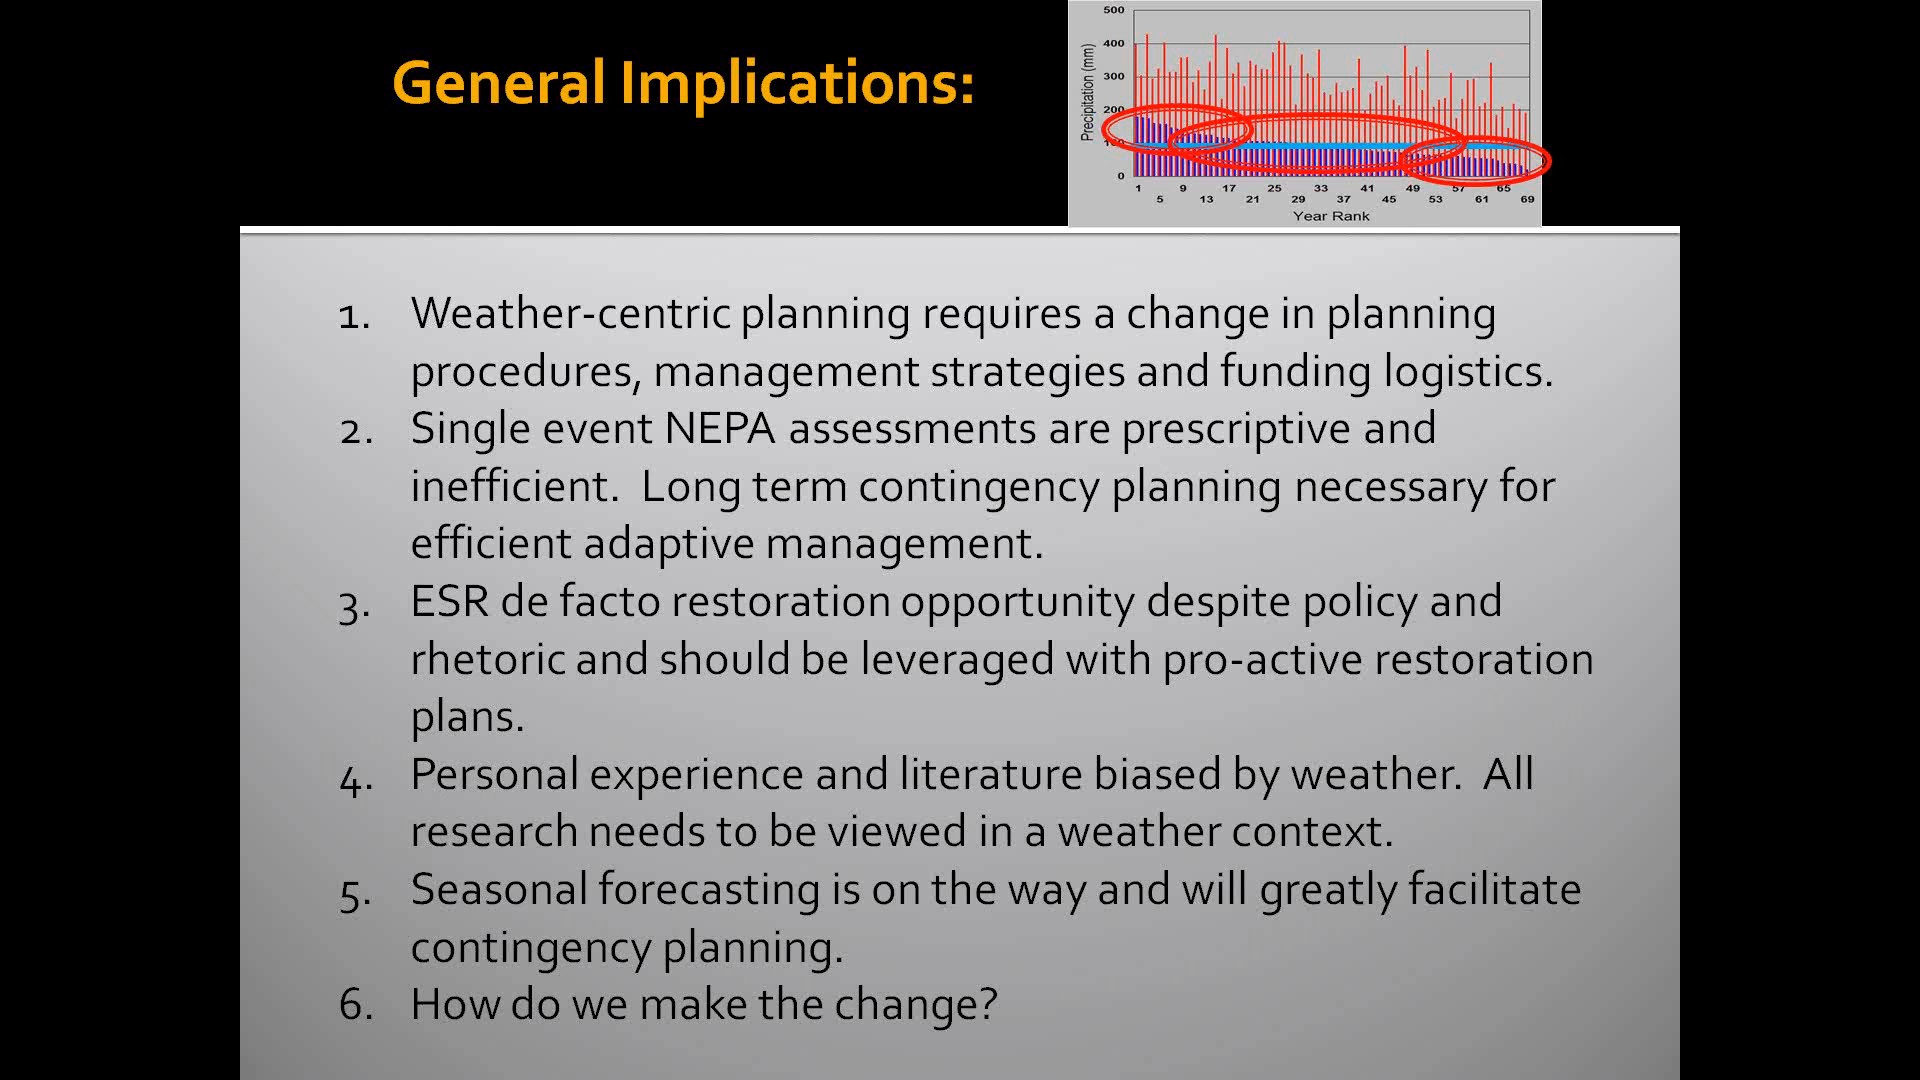 General Implications:
500
400
300
200
100
0
Precipitation (mm)
1 9 17 25 33 41 49 57 65
5 13 21 29 37 45 53 61 69
Year Rank
1. Weather-centric planning requires a change in planning
procedures, management strategies and funding logistics.
2. Single event NEPA assessments are prescriptive and
inefficient. Long term contingency planning necessary for
efficient adaptive management.
3. ESR de facto restoration opportunity despite policy and
rhetoric and should be leveraged with pro-active restoration
plans.
4. Personal experience and literature biased by weather. All
research needs to be viewed in a weather context.
5. Seasonal forecasting is on the way and will greatly facilitate
contingency planning.
6. How do we make the change?